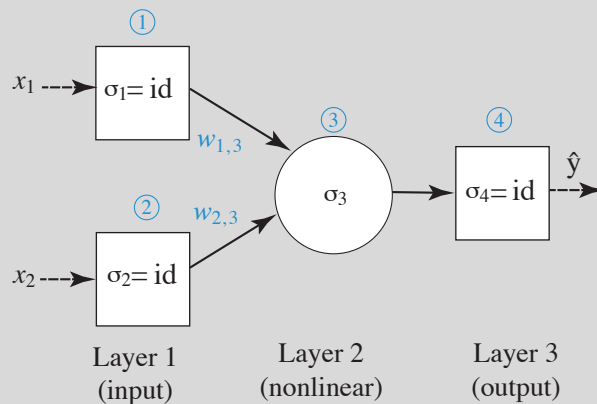 ①
x₁
σ₁= id
w₁,₃
②
x₂
σ₂= id
w₂,₃
③
σ₃
④
σ₄= id
ŷ
Layer 1
(input)
Layer 2
(nonlinear)
Layer 3
(output)